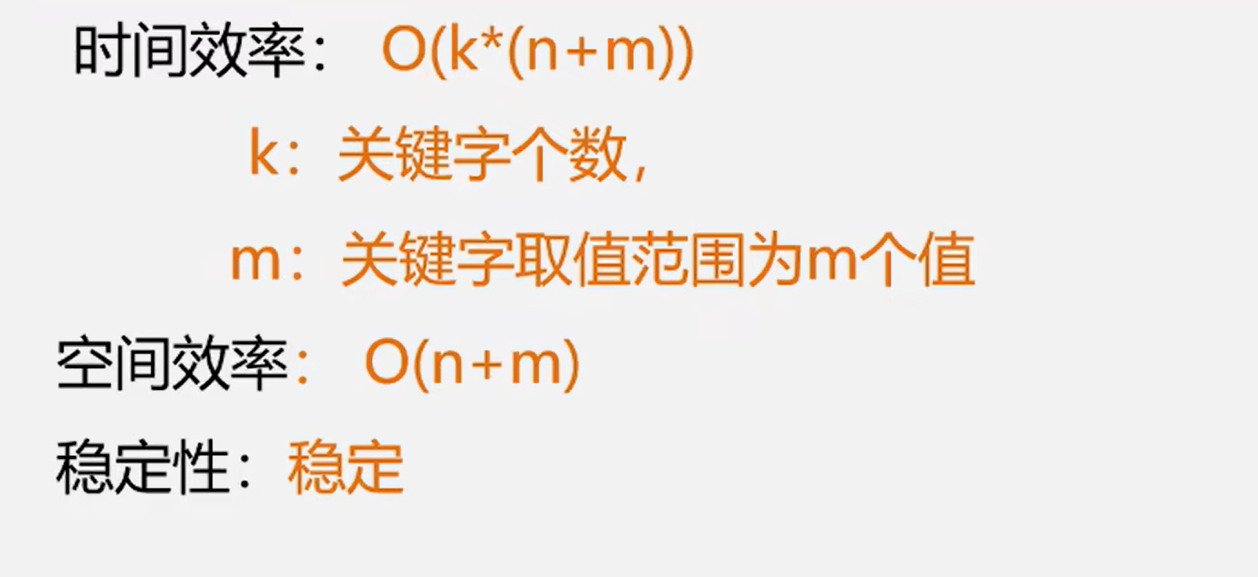 时间效率： O(k*(n+m))
k：关键字个数，
m：关键字取值范围为m个值
空间效率： O(n+m)
稳定性：稳定